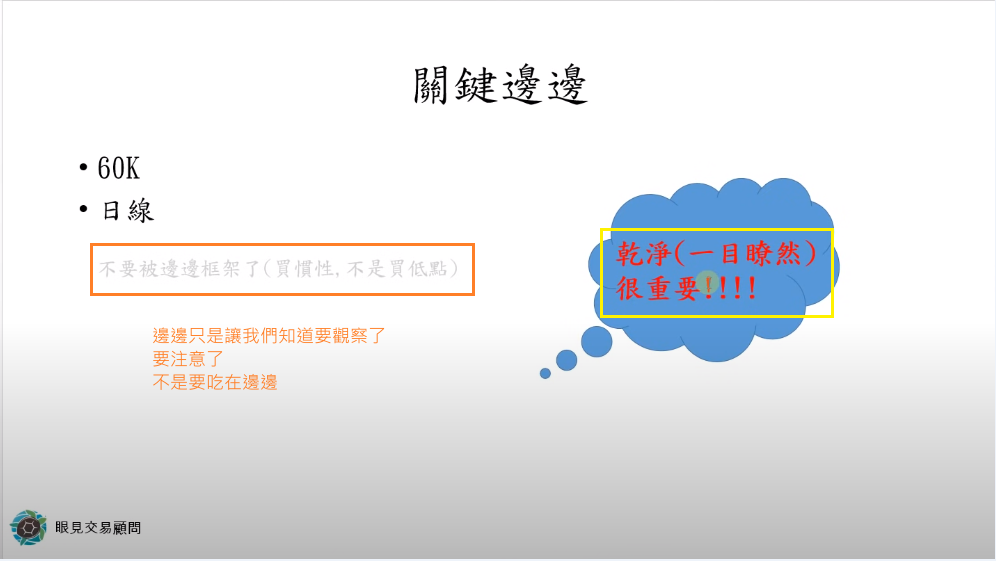 關鍵邊邊
• 60K
• 日線
不要被邊邊框架了(買慣性,不是買低點)
邊邊只是讓我們知道要觀察了
要注意了
不是要吃在邊邊
乾淨(一目瞭然)
很重要!!!!
眼見交易顧問